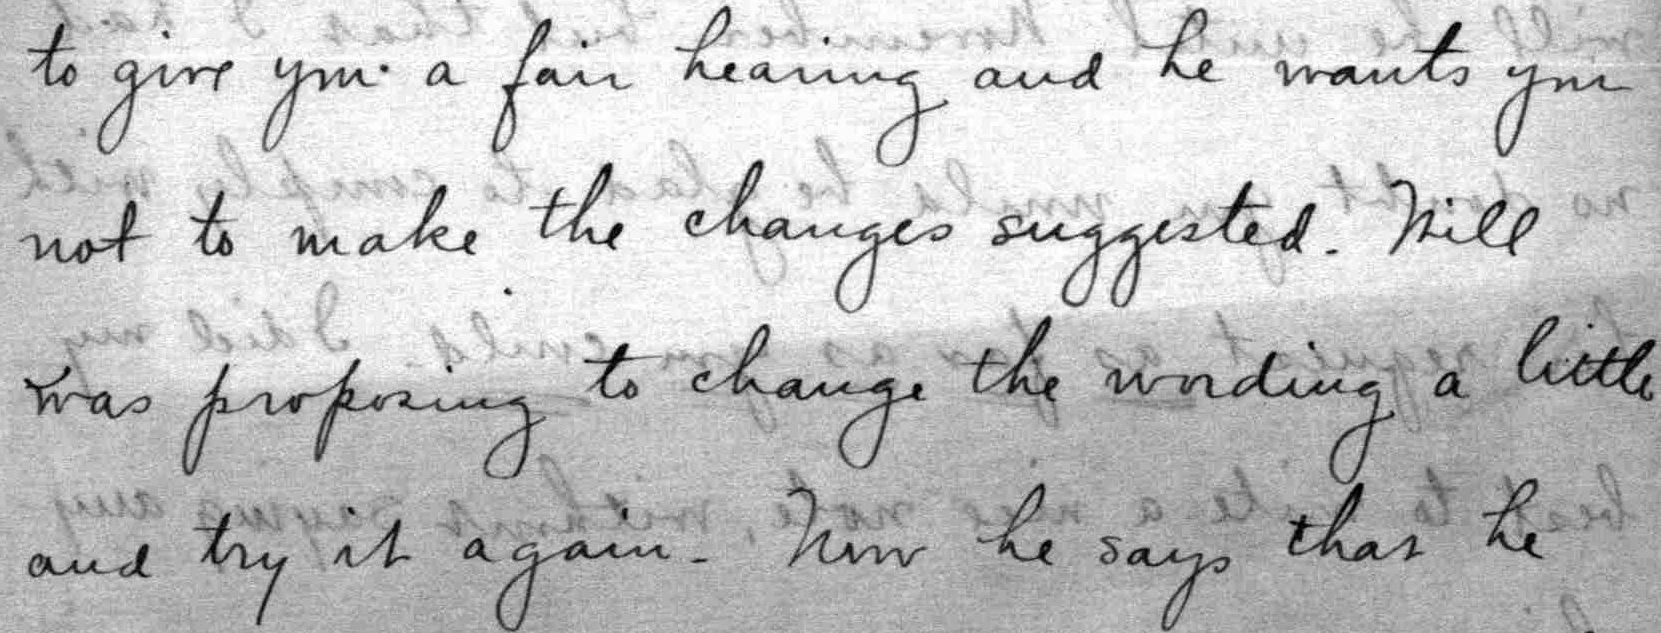 to give you a fair hearing and he wants you
not to make the changes suggested. Will
was proposing to change the wording a little
and try it again. Now he says that he